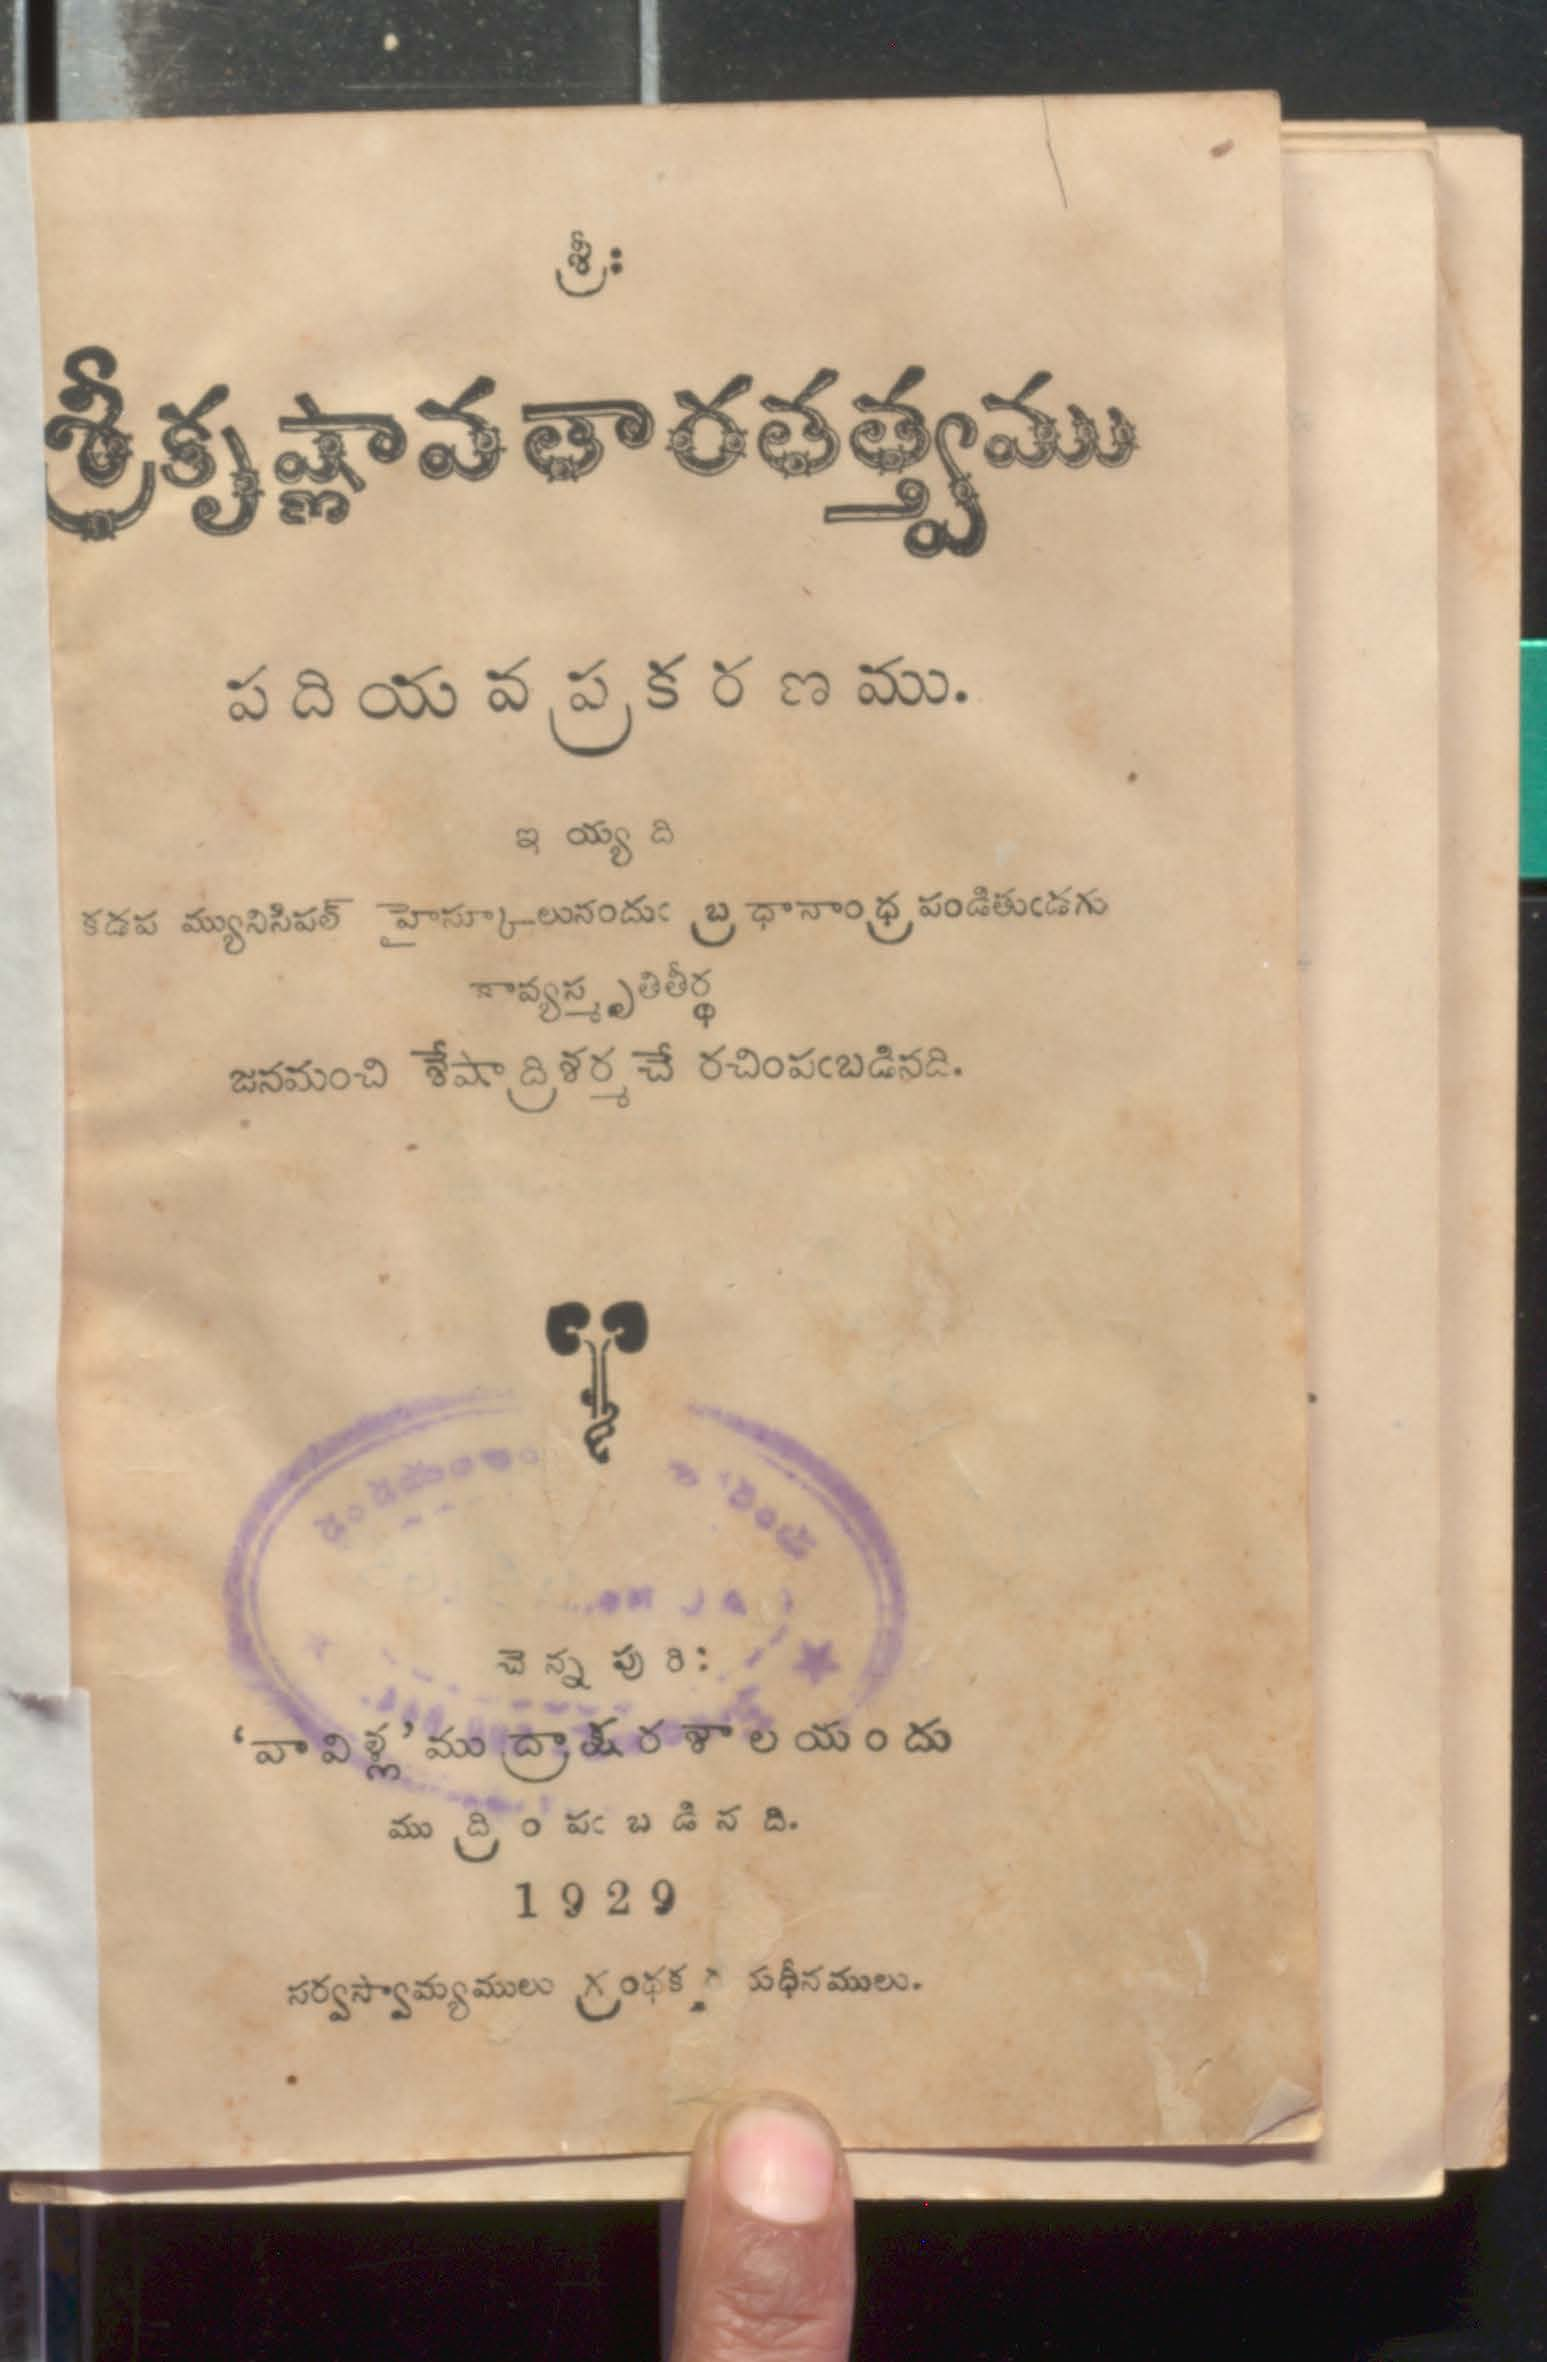 శ్రీః
శ్రీకృష్ణావతారతత్త్వము
పదియవప్రకరణము.
ఇయ్యది
కడప మ్యునిసిపల్ హైస్కూలునందుఁ బ్రధానాంధ్రపండితుఁడగు
కావ్యస్మృతితీర్థ
జనమంచి శేషాద్రిశర్మచే రచింపఁబడినది.
చెన్నపురి:
‘వావిళ్ల’ ముద్రాక్షరశాలయందు
ముద్రింపఁబడినది.
1929
సర్వస్వామ్యములు